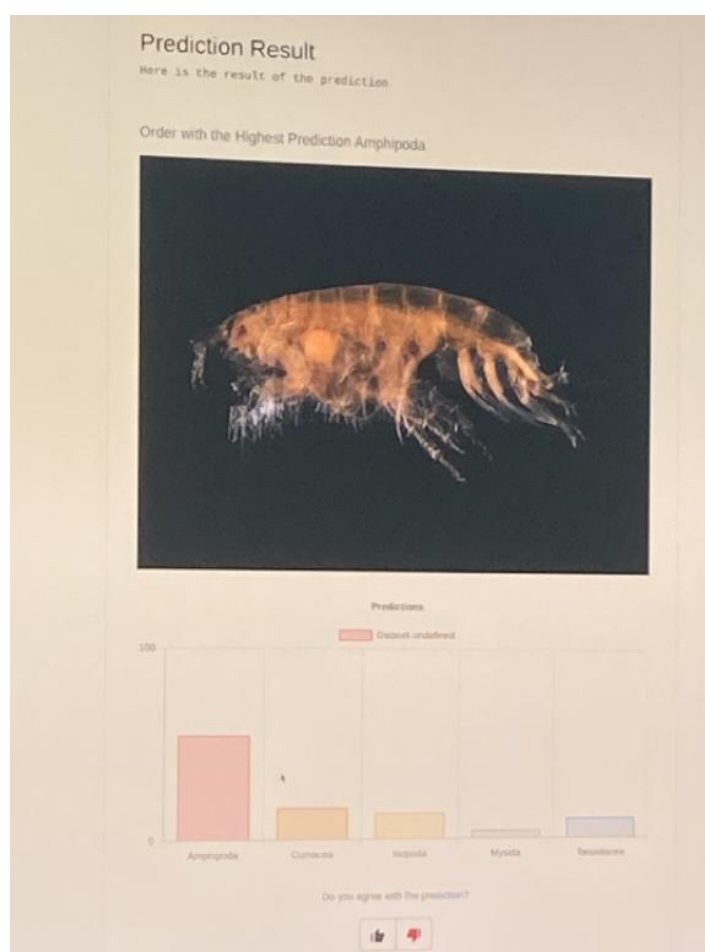 Prediction Result
Here is the result of the prediction
Order with the Highest Prediction Amphipoda
Predictions
Dataset undefined
100
0
Amphipoda
Cumacea
Isopoda
Mysida
Tanaidacea
Do you agree with the prediction?